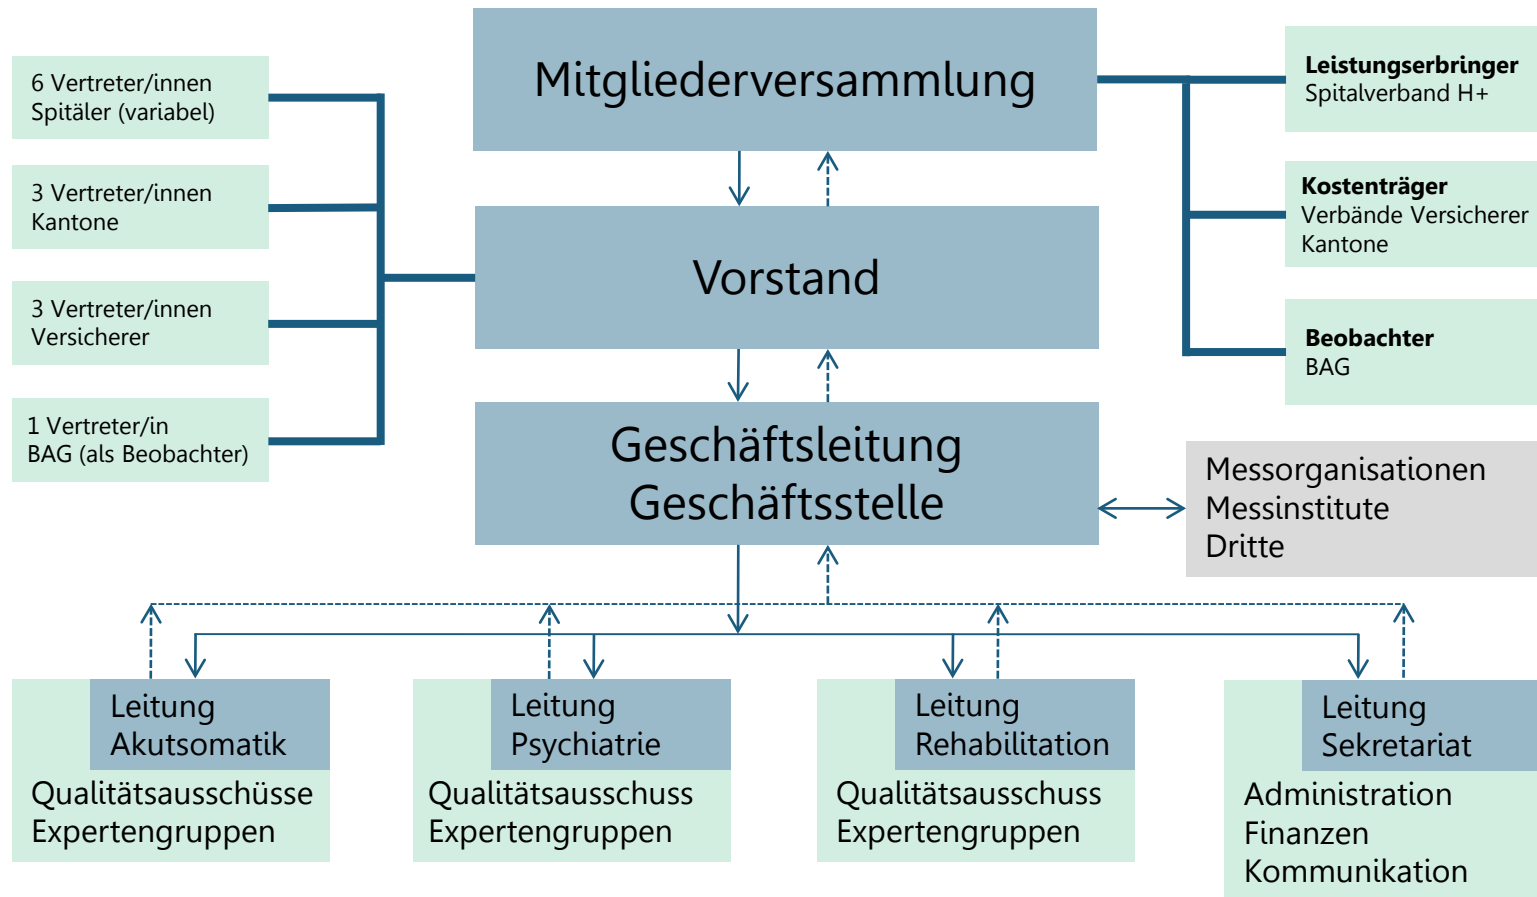 Mitgliederversammlung
6 Vertreter/innen
Spitäler (variabel)
3 Vertreter/innen
Kantone
3 Vertreter/innen
Versicherer
1 Vertreter/in
BAG (als Beobachter)
Leistungserbringer
Spitalverband H+
Kostenträger
Verbände Versicherer
Kantone
Beobachter
BAG
Vorstand
Geschäftsleitung
Geschäftsstelle
Messorganisationen
Messinstitute
Dritte
Leitung
Akutsomatik
Qualitätsausschüsse
Expertengruppen
Leitung
Psychiatrie
Qualitätsausschuss
Expertengruppen
Leitung
Rehabilitation
Qualitätsausschuss
Expertengruppen
Leitung
Sekretariat
Administration
Finanzen
Kommunikation